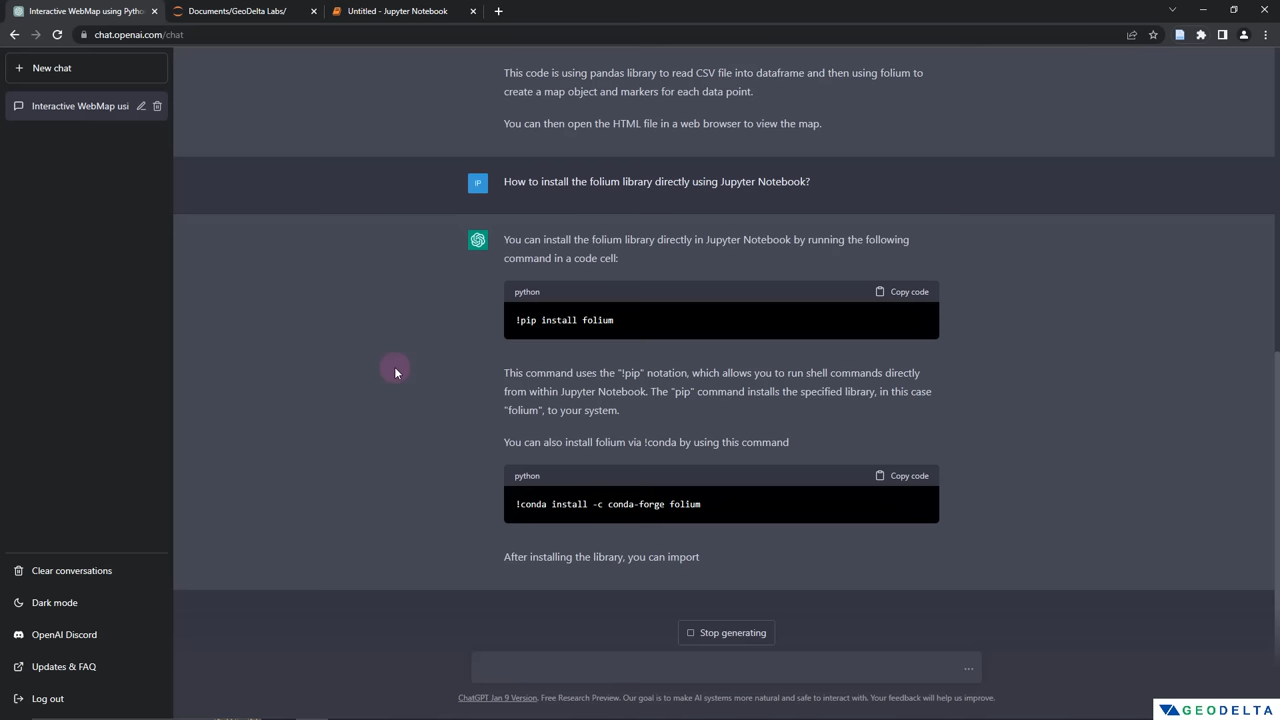 Interactive WebMap using Pytho
Documents/GeoDelta Labs/
Untitled - Jupyter Notebook
chat.openai.com/chat
New chat
Interactive WebMap usi
This code is using pandas library to read CSV file into dataframe and then using folium to
create a map object and markers for each data point.
You can then open the HTML file in a web browser to view the map.
IP
How to install the folium library directly using Jupyter Notebook?
You can install the folium library directly in Jupyter Notebook by running the following
command in a code cell:
python
Copy code
!pip install folium
This command uses the "!pip" notation, which allows you to run shell commands directly
from within Jupyter Notebook. The "pip" command installs the specified library, in this case
"folium", to your system.
You can also install folium via !conda by using this command
python
Copy code
!conda install -c conda-forge folium
After installing the library, you can import
Clear conversations
Dark mode
OpenAI Discord
Updates & FAQ
Log out
Stop generating
ChatGPT Jan 9 Version. Free Research Preview. Our goal is to make AI systems more natural and safe to interact with. Your feedback will help us improve.
GEODELTA